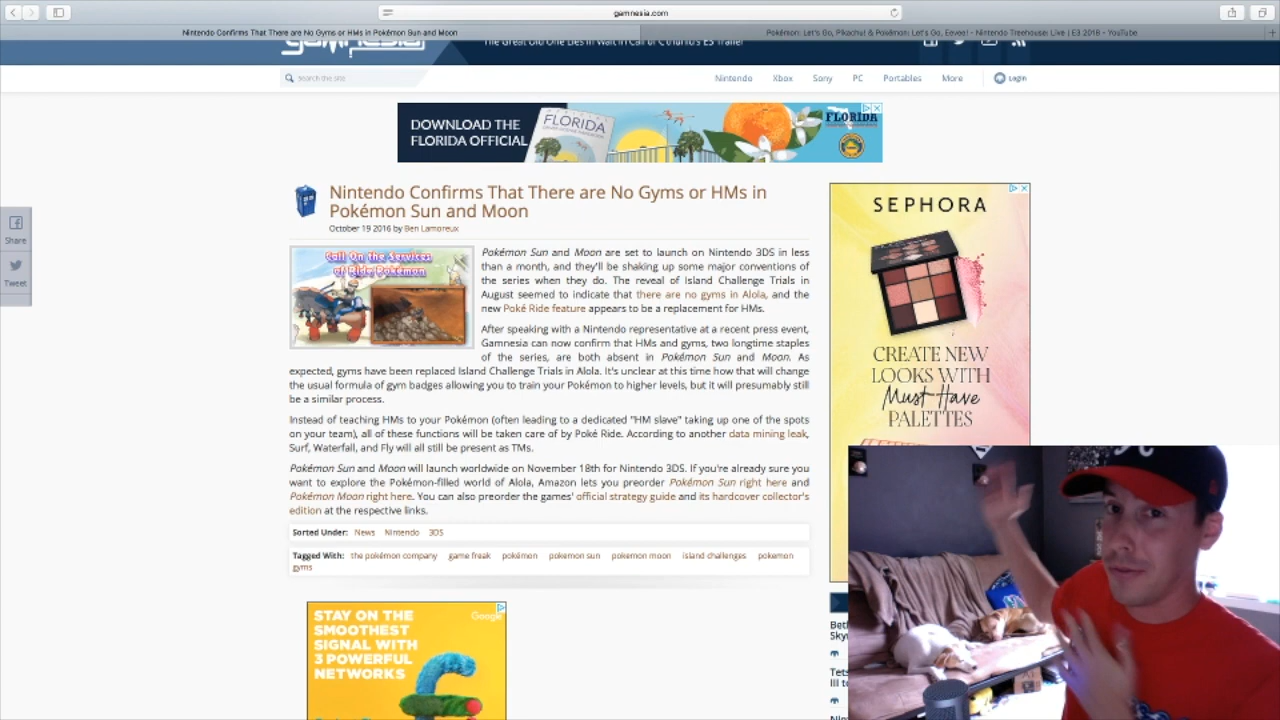 gamnesia.com
Nintendo Confirms That There are No Gyms or HMs in Pokémon Sun and Moon
Pokémon: Let's Go, Pikachu! & Pokémon: Let's Go, Eevee! - Nintendo Treehouse: Live | E3 2018 - YouTube
gamnesia
The Great Old One Lies in Wait in Call of Cthulhu's E3 Trailer
Search the site
Nintendo
Xbox
Sony
PC
Portables
More
Login
DOWNLOAD THE
FLORIDA OFFICIAL
FLORIDA
FLORIDA
Share
Tweet
Nintendo Confirms That There are No Gyms or HMs in
Pokémon Sun and Moon
October 19 2016 by Ben Lamoreux
Call On the Services
of Ride Pokémon
Pokémon Sun and Moon are set to launch on Nintendo 3DS in less
than a month, and they'll be shaking up some major conventions of
the series when they do. The reveal of Island Challenge Trials in
August seemed to indicate that there are no gyms in Alola, and the
new Poké Ride feature appears to be a replacement for HMs.
After speaking with a Nintendo representative at a recent press event,
Gamnesia can now confirm that HMs and gyms, two longtime staples
of the series, are both absent in Pokémon Sun and Moon. As
expected, gyms have been replaced Island Challenge Trials in Alola. It's unclear at this time how that will change
the usual formula of gym badges allowing you to train your Pokémon to higher levels, but it will presumably still
be a similar process.
Instead of teaching HMs to your Pokémon (often leading to a dedicated "HM slave" taking up one of the spots
on your team), all of these functions will be taken care of by Poké Ride. According to another data mining leak,
Surf, Waterfall, and Fly will all still be present as TMs.
Pokémon Sun and Moon will launch worldwide on November 18th for Nintendo 3DS. If you're already sure you
want to explore the Pokémon-filled world of Alola, Amazon lets you preorder Pokémon Sun right here and
Pokémon Moon right here. You can also preorder the games' official strategy guide and its hardcover collector's
edition at the respective links.
Sorted Under: News Nintendo 3DS
Tagged With: the pokémon company game freak pokémon pokemon sun pokemon moon island challenges pokemon
gyms
STAY ON THE
SMOOTHEST
SIGNAL WITH
3 POWERFUL
NETWORKS
Google
SEPHORA
CREATE NEW
LOOKS WITH
Must-Have
PALETTES